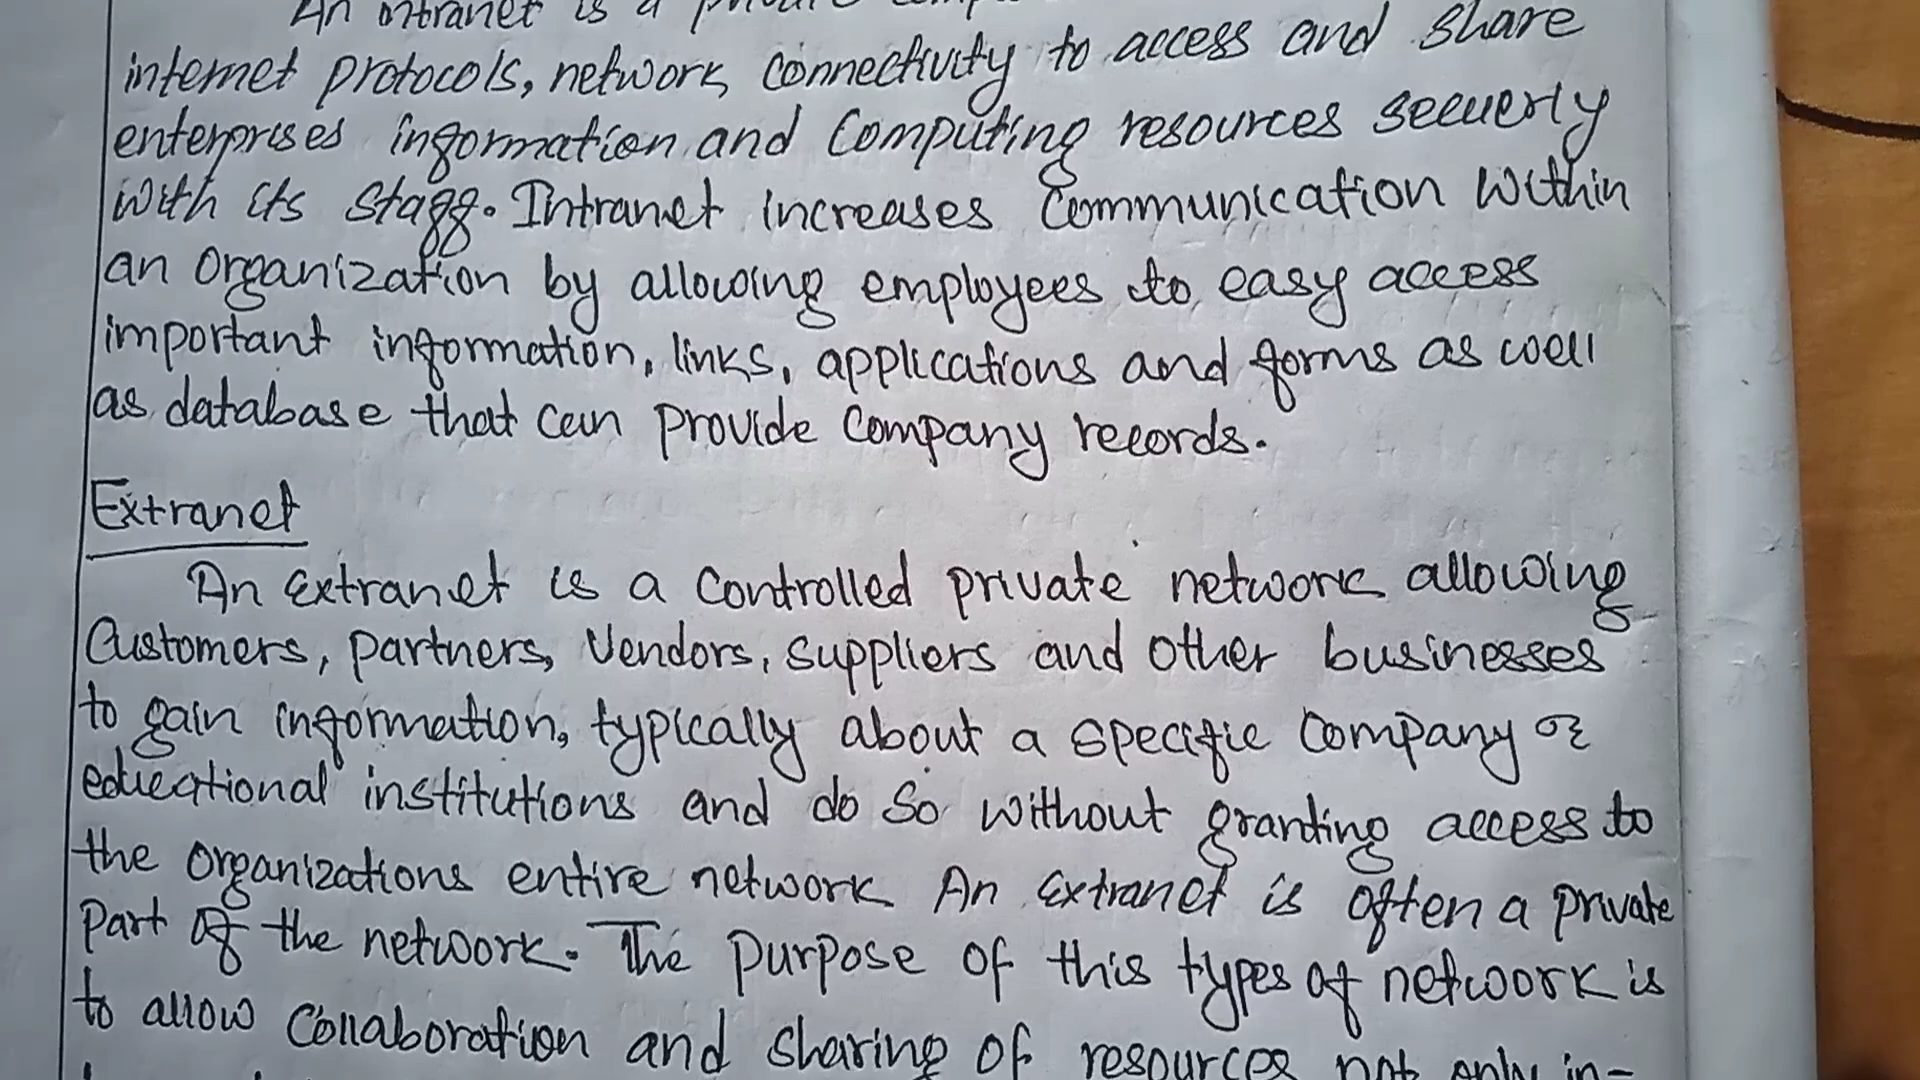 An intranet is a private
internet protocols, network connectivity to access and share
enterprises information and computing resources securely
with its staff. Intranet increases communication within
an organization by allowing employees to easy access
important information, links, applications and forms as well
as database that can provide company records.
Extranet
An extranet is a controlled private network allowing
Customers, partners, Vendors, suppliers and other businesses
to gain information, typically about a specific company or
educational institutions and do so without granting access to
the organizations entire network An extranet is often a private
part of the network. The purpose of this types of network is
to allow collaboration and sharing of resources not only in-